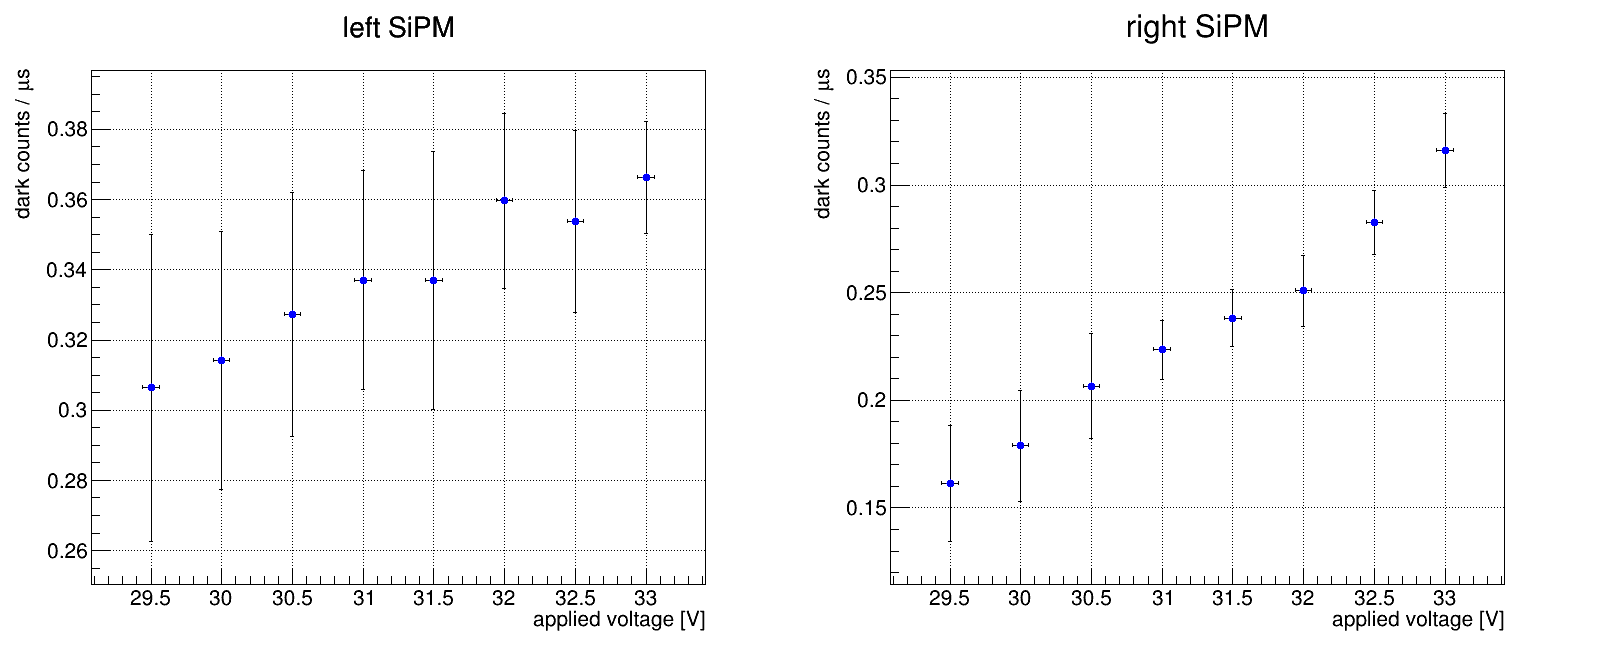 left SiPM
dark counts / μs
0.38
0.36
0.34
0.32
0.3
0.28
0.26
29.5 30 30.5 31 31.5 32 32.5 33
applied voltage [V]
right SiPM
dark counts / μs
0.35
0.3
0.25
0.2
0.15
29.5 30 30.5 31 31.5 32 32.5 33
applied voltage [V]